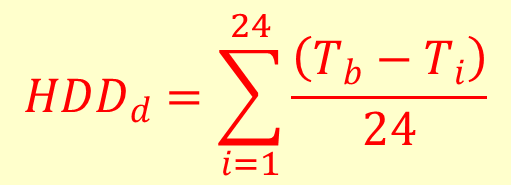 HDD_d = \sum_{i=1}^{24} \frac{(T_b - T_i)}{24}